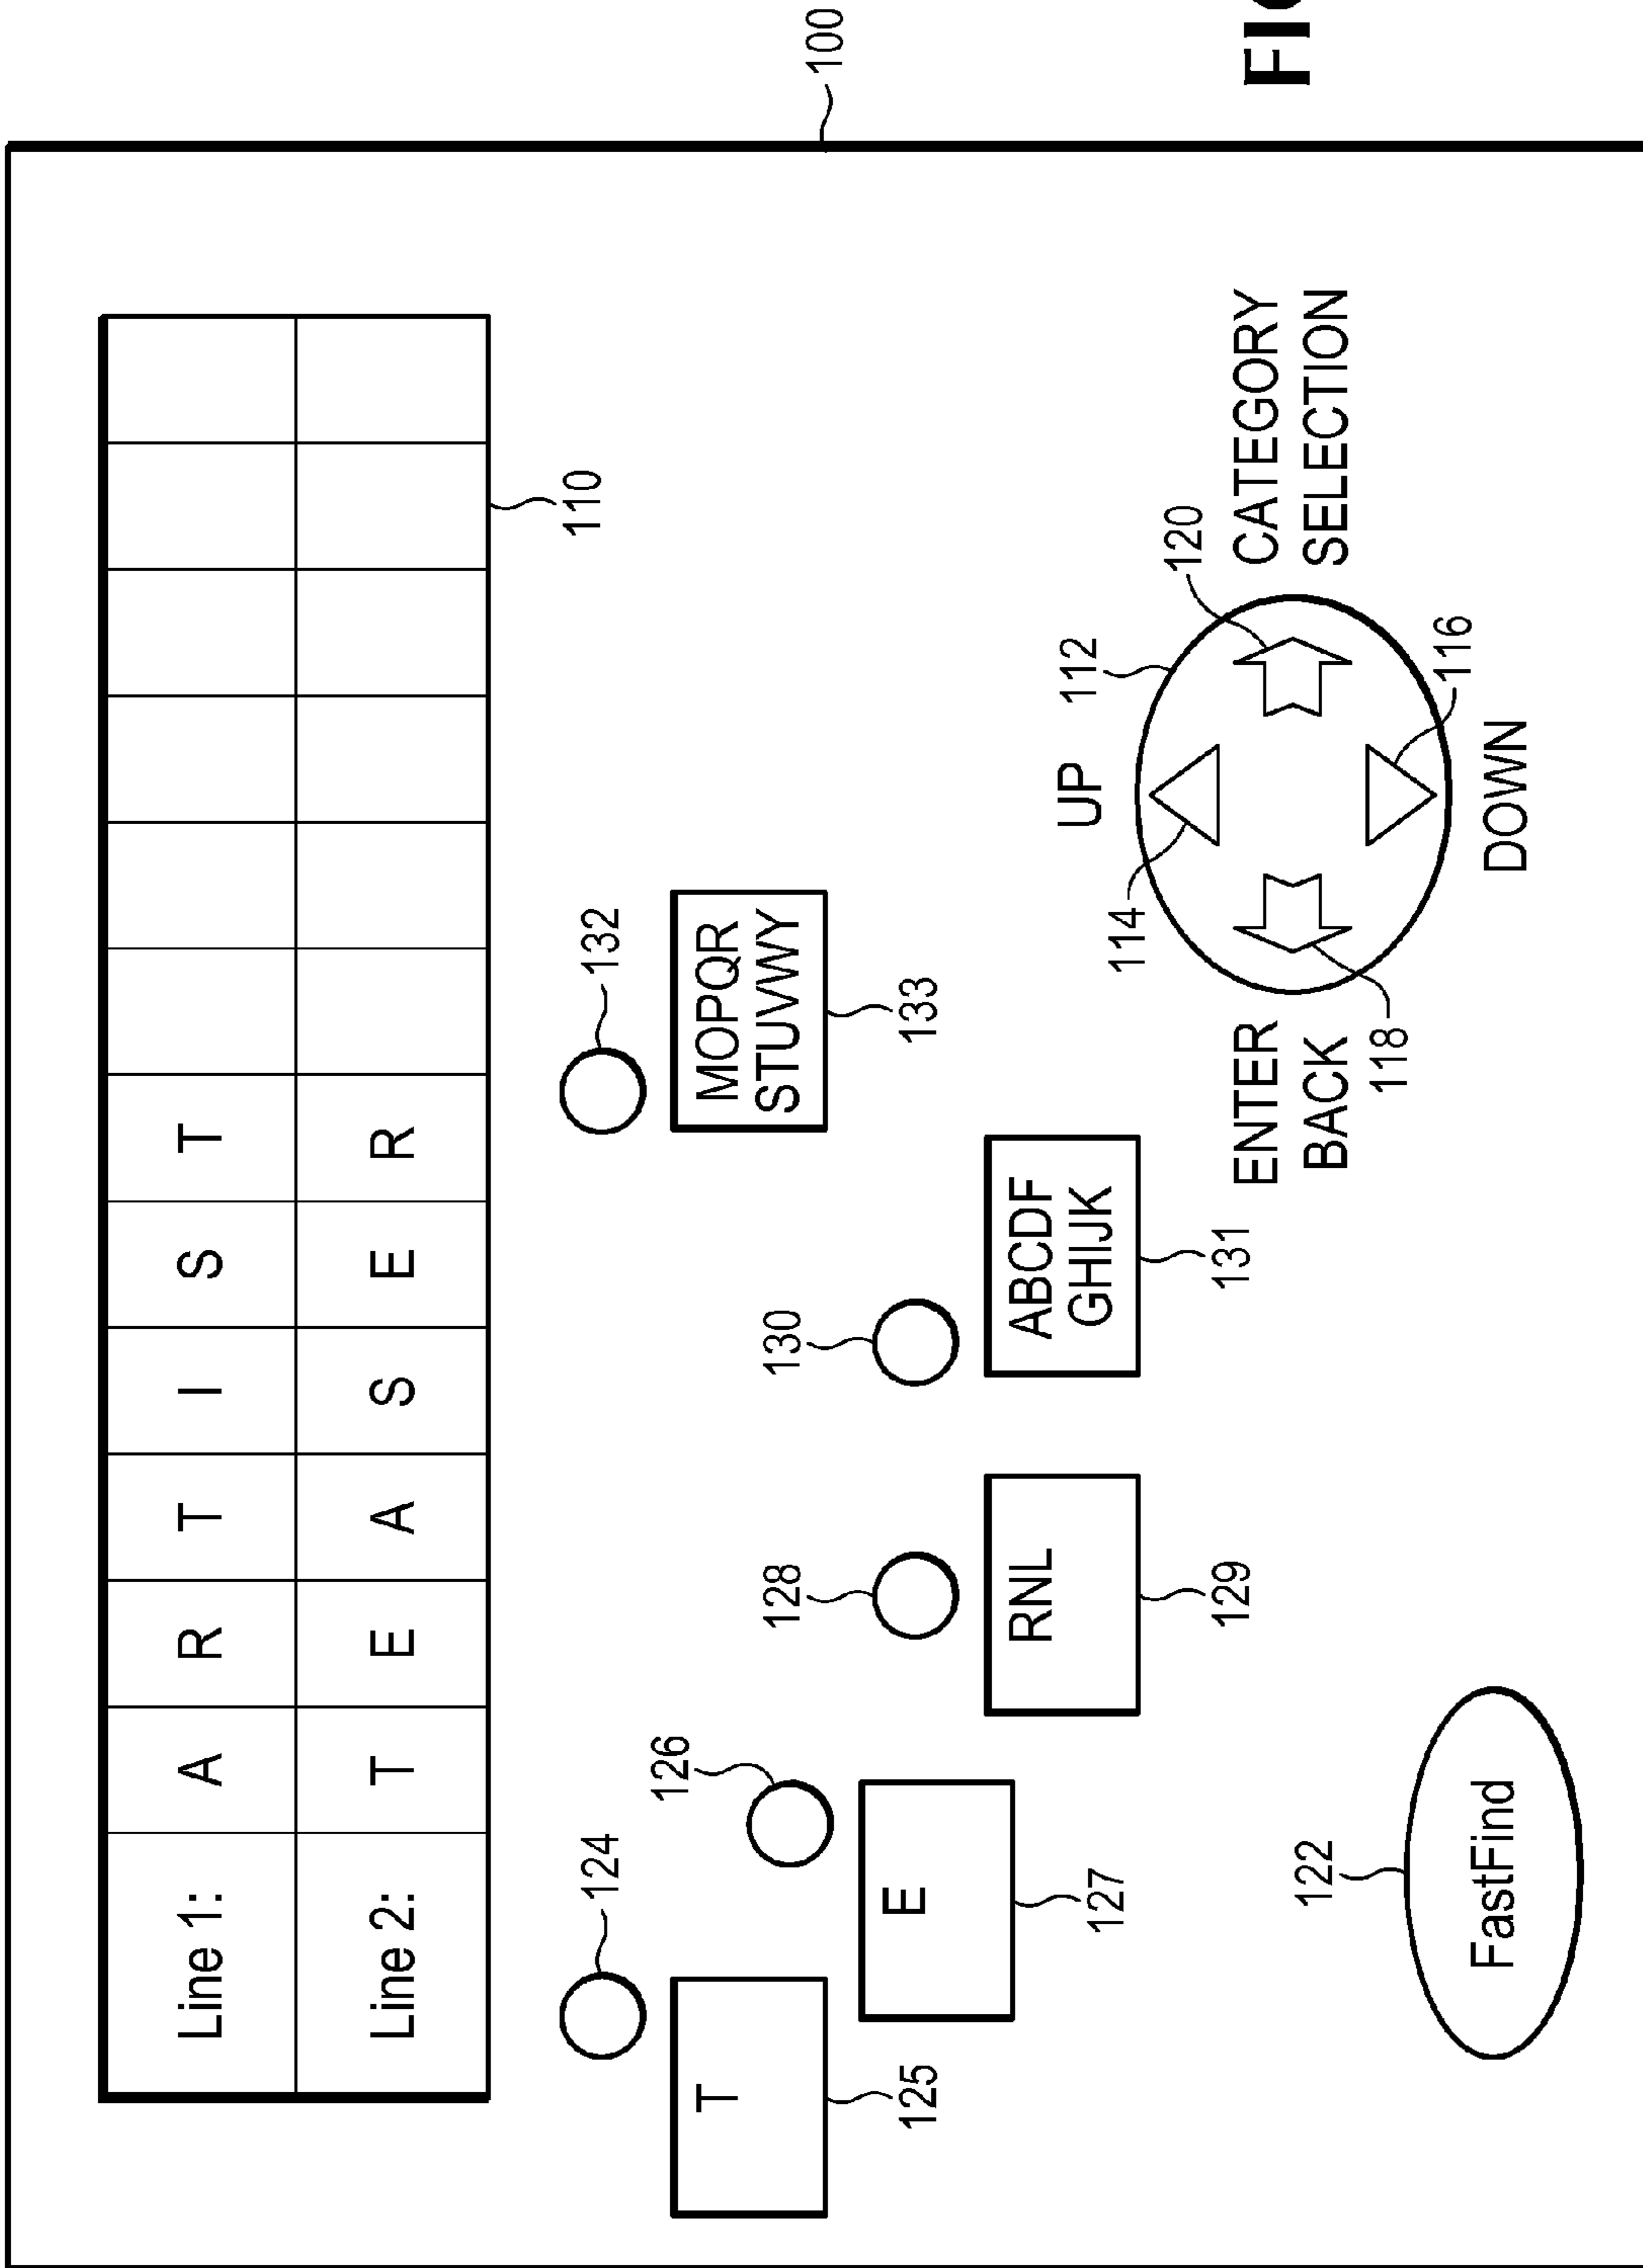 Line 1: A R T I S T
Line 2: T E A S E R
110
100
124
132
T
125
126
E
127
MOPQR
STUVWY
133
128
RNL
129
130
ABCDF
GHIJK
131
UP
112
114
120
ENTER
BACK
118
CATEGORY
SELECTION
116
DOWN
122
FastFind